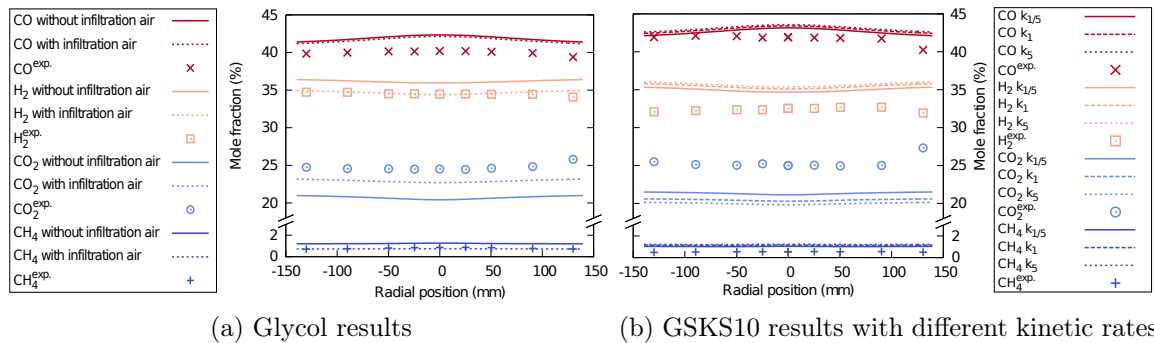 CO without infiltration air
CO with infiltration air
CO^exp.
H₂ without infiltration air
H₂ with infiltration air
H₂^exp.
CO₂ without infiltration air
CO₂ with infiltration air
CO₂^exp.
CH₄ without infiltration air
CH₄ with infiltration air
CH₄^exp.
Mole fraction (%)
45
40
35
30
25
20
2
0
-150 -100 -50 0 50 100 150
Radial position (mm)
(a) Glycol results
Mole fraction (%)
-150 -100 -50 0 50 100 150
Radial position (mm)
45
40
35
30
25
20
2
0
CO k₁/₅
CO k₁
CO k₅
CO^exp.
H₂ k₁/₅
H₂ k₁
H₂ k₅
H₂^exp.
CO₂ k₁/₅
CO₂ k₁
CO₂ k₅
CO₂^exp.
CH₄ k₁/₅
CH₄ k₁
CH₄ k₅
CH₄^exp.
(b) GSKS10 results with different kinetic rates